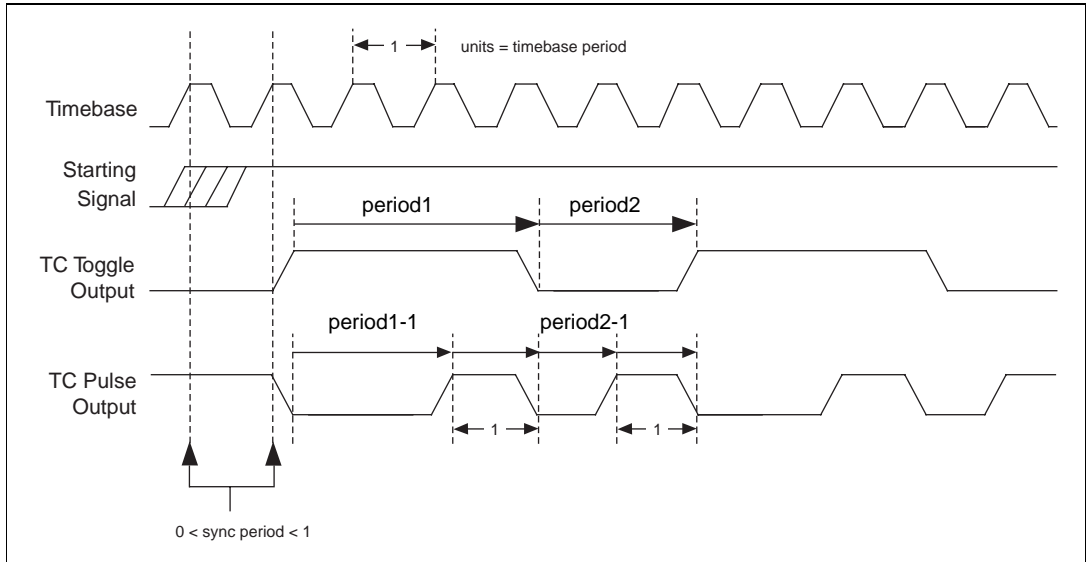 1
units = timebase period
Timebase
Starting
Signal
period1
period2
TC Toggle
Output
period1-1
period2-1
TC Pulse
Output
1
1
0 < sync period < 1